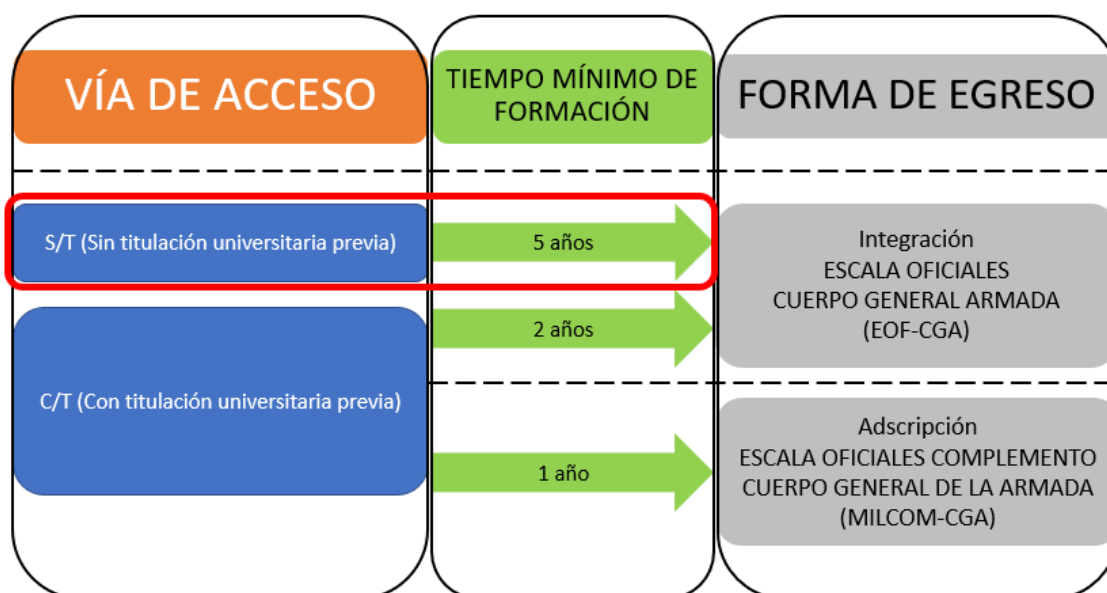 VÍA DE ACCESO
TIEMPO MÍNIMO DE
FORMACIÓN
FORMA DE EGRESO
S/T (Sin titulación universitaria previa)
5 años
Integración
ESCALA OFICIALES
CUERPO GENERAL ARMADA
(EOF-CGA)
2 años
C/T (Con titulación universitaria previa)
1 año
Adscripción
ESCALA OFICIALES COMPLEMENTO
CUERPO GENERAL DE LA ARMADA
(MILCOM-CGA)